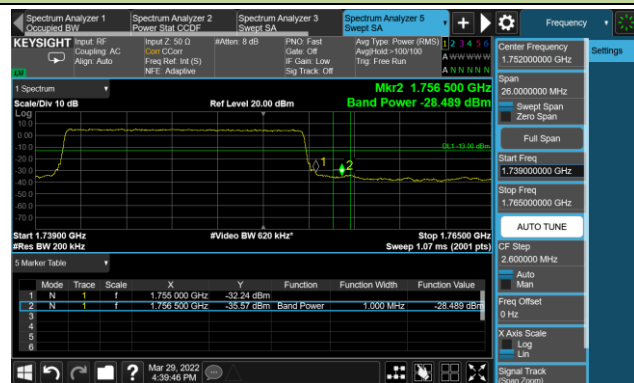 Spectrum Analyzer 1
Occupied BW
Spectrum Analyzer 2
Power Stat CCDF
Spectrum Analyzer 3
Swept SA
Spectrum Analyzer 5
Swept SA
Frequency
KEYSIGHT
Input: RF
Coupling: AC
Align: Auto
Input Z: 50 Ω
Corr CCorr
Freq Ref: Int (S)
NFE: Adaptive
#Atten: 8 dB
PNO: Fast
Gate: Off
IF Gain: Low
Sig Track: Off
Avg Type: Power (RMS)
Avg|Hold:>100/100
Trig: Free Run
1 2 3 4 5 6
A W W W W W
A N N N N N
1 Spectrum
Scale/Div 10 dB
Log
Ref Level 20.00 dBm
Mkr2 1.756 500 GHz
Band Power -28.489 dBm
10.0
0.00
-10.0
-20.0
-30.0
-40.0
-50.0
-60.0
-70.0
DL1 -13.00 dBm
1
2
Start 1.73900 GHz
#Res BW 200 kHz
#Video BW 620 kHz*
Stop 1.76500 GHz
Sweep 1.07 ms (2001 pts)
5 Marker Table
Mode Trace Scale X Y Function Function Width Function Value
1 N 1 f 1.755 000 GHz -32.24 dBm
2 N 1 f 1.756 500 GHz -35.57 dBm Band Power 1.000 MHz -28.489 dBm
3
4
5
6
Mar 29, 2022
4:39:46 PM
Center Frequency
1.752000000 GHz
Settings
Span
26.0000000 MHz
Swept Span
Zero Span
Full Span
Start Freq
1.739000000 GHz
Stop Freq
1.765000000 GHz
AUTO TUNE
CF Step
2.600000 MHz
Auto
Man
Freq Offset
0 Hz
X Axis Scale
Log
Lin
Signal Track
(Span Zoom)